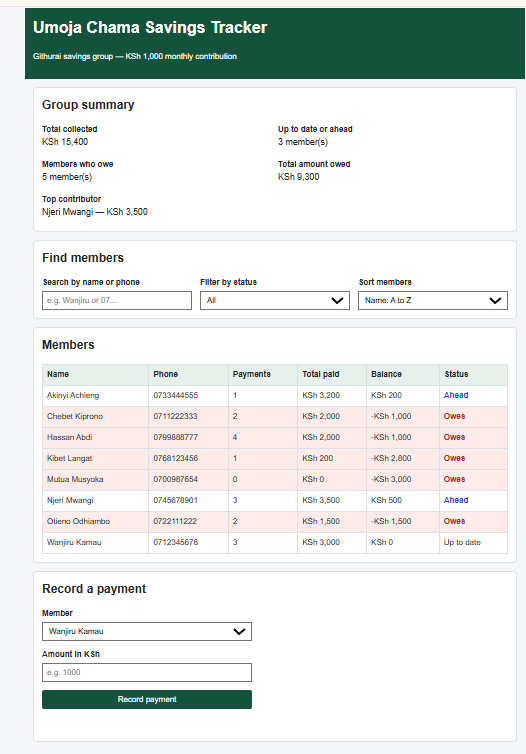 Umoja Chama Savings Tracker
Githurai savings group — KSh 1,000 monthly contribution
Group summary
Total collected
KSh 15,400
Up to date or ahead
3 member(s)
Members who owe
5 member(s)
Total amount owed
KSh 9,300
Top contributor
Njeri Mwangi — KSh 3,500
Find members
Search by name or phone
e.g. Wanjiru or 07...
Filter by status
All
Sort members
Name: A to Z
Members
Name Phone Payments Total paid Balance Status
Akinyi Achieng 0733444555 1 KSh 3,200 KSh 200 Ahead
Chebet Kiprono 0711222333 2 KSh 2,000 -KSh 1,000 Owes
Hassan Abdi 0799888777 4 KSh 2,000 -KSh 1,000 Owes
Kibet Langat 0768123456 1 KSh 200 -KSh 2,800 Owes
Mutua Musyoka 0700987654 0 KSh 0 -KSh 3,000 Owes
Njeri Mwangi 0745678901 3 KSh 3,500 KSh 500 Ahead
Otieno Odhiambo 0722111222 2 KSh 1,500 -KSh 1,500 Owes
Wanjiru Kamau 0712345678 3 KSh 3,000 KSh 0 Up to date
Record a payment
Member
Wanjiru Kamau
Amount in KSh
e.g. 1000
Record payment